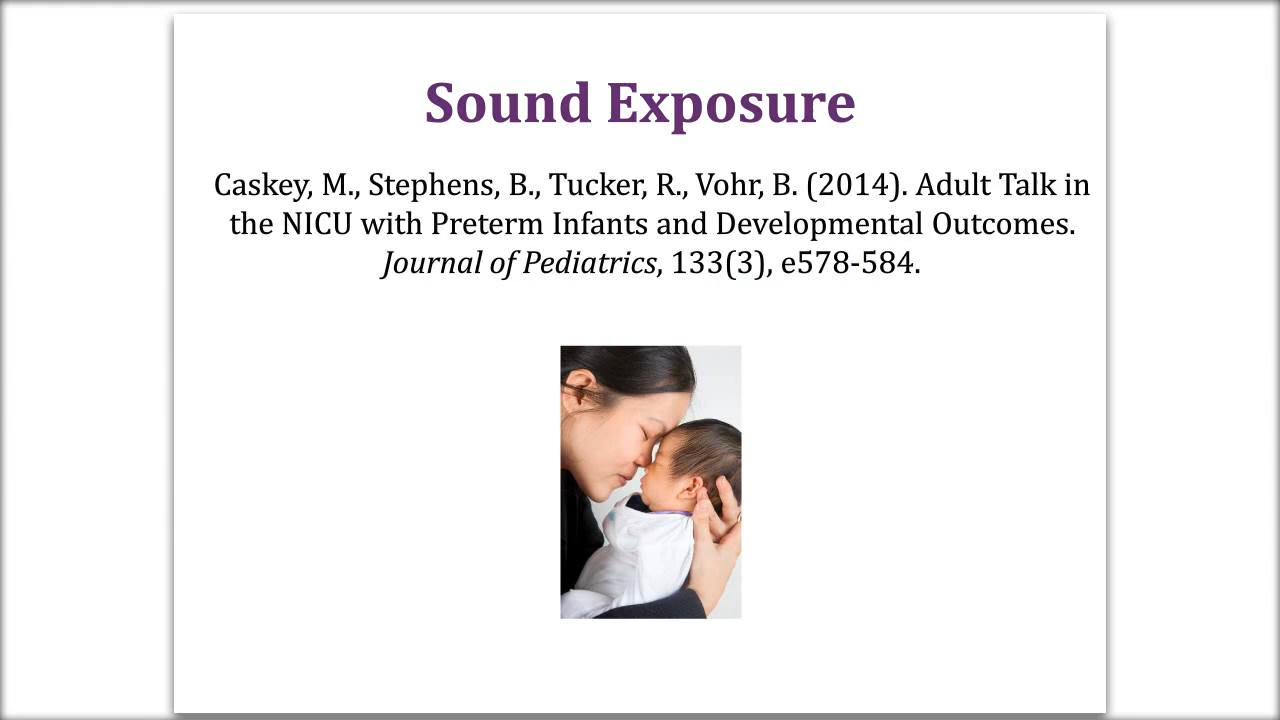 Sound Exposure
Caskey, M., Stephens, B., Tucker, R., Vohr, B. (2014). Adult Talk in
the NICU with Preterm Infants and Developmental Outcomes.
Journal of Pediatrics, 133(3), e578-584.